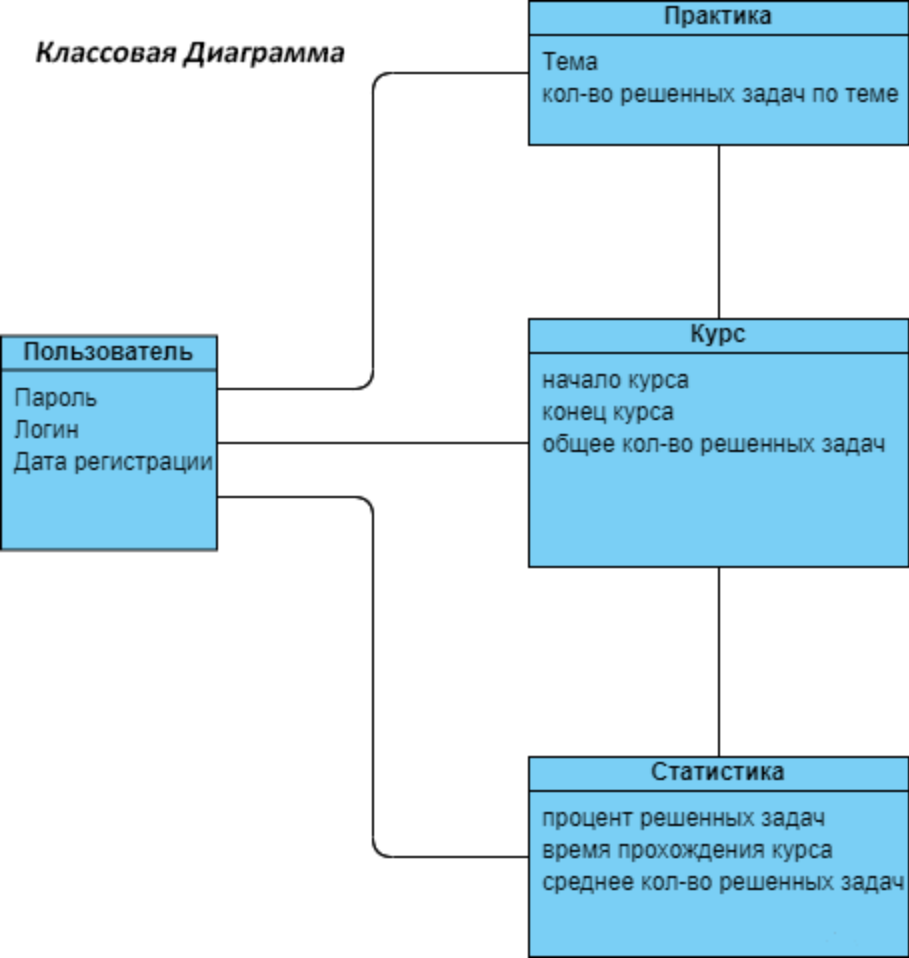 Классовая Диаграмма
Практика
Тема
кол-во решенных задач по теме
Пользователь
Пароль
Логин
Дата регистрации
Курс
начало курса
конец курса
общее кол-во решенных задач
Статистика
процент решенных задач
время прохождения курса
среднее кол-во решенных задач